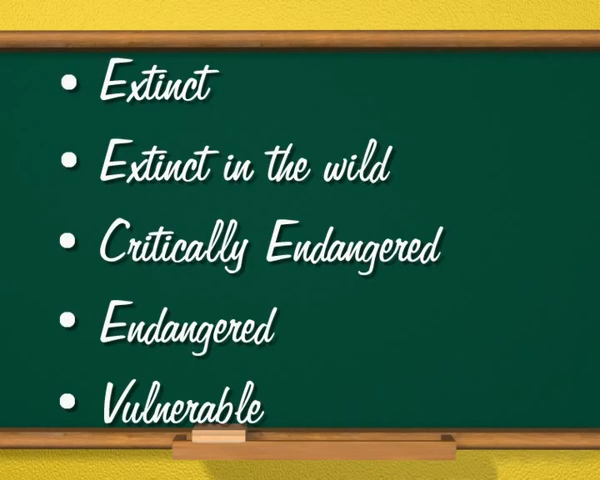 • Extinct
• Extinct in the wild
• Critically Endangered
• Endangered
• Vulnerable